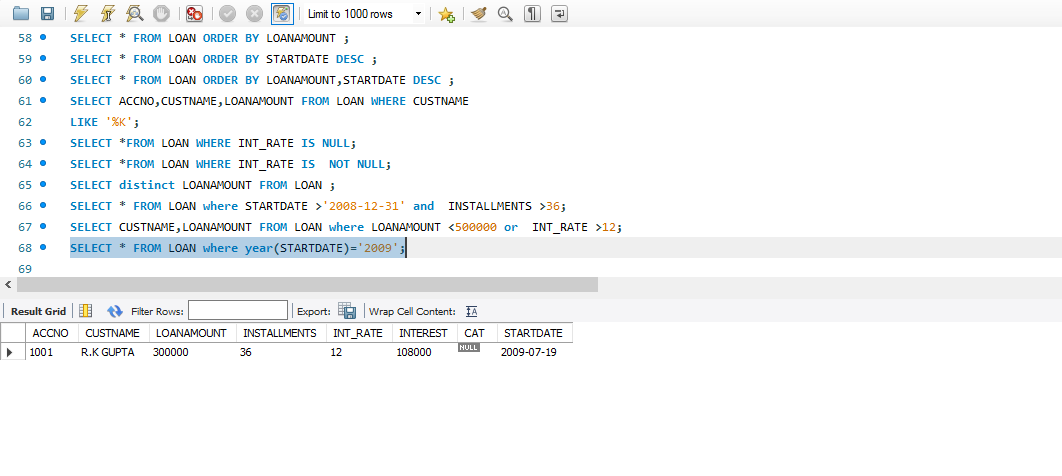 Limit to 1000 rows
58 SELECT * FROM LOAN ORDER BY LOANAMOUNT ;
59 SELECT * FROM LOAN ORDER BY STARTDATE DESC ;
60 SELECT * FROM LOAN ORDER BY LOANAMOUNT,STARTDATE DESC ;
61 SELECT ACCNO,CUSTNAME,LOANAMOUNT FROM LOAN WHERE CUSTNAME
62 LIKE '%K';
63 SELECT *FROM LOAN WHERE INT_RATE IS NULL;
64 SELECT *FROM LOAN WHERE INT_RATE IS  NOT NULL;
65 SELECT distinct LOANAMOUNT FROM LOAN ;
66 SELECT * FROM LOAN where STARTDATE >'2008-12-31' and  INSTALLMENTS >36;
67 SELECT CUSTNAME,LOANAMOUNT FROM LOAN where LOANAMOUNT <500000 or  INT_RATE >12;
68 SELECT * FROM LOAN where year(STARTDATE)='2009';
69
Result Grid Filter Rows: Export: Wrap Cell Content:
ACCNO CUSTNAME LOANAMOUNT INSTALLMENTS INT_RATE INTEREST CAT STARTDATE
1001 R.K GUPTA 300000 36 12 108000 NULL 2009-07-19